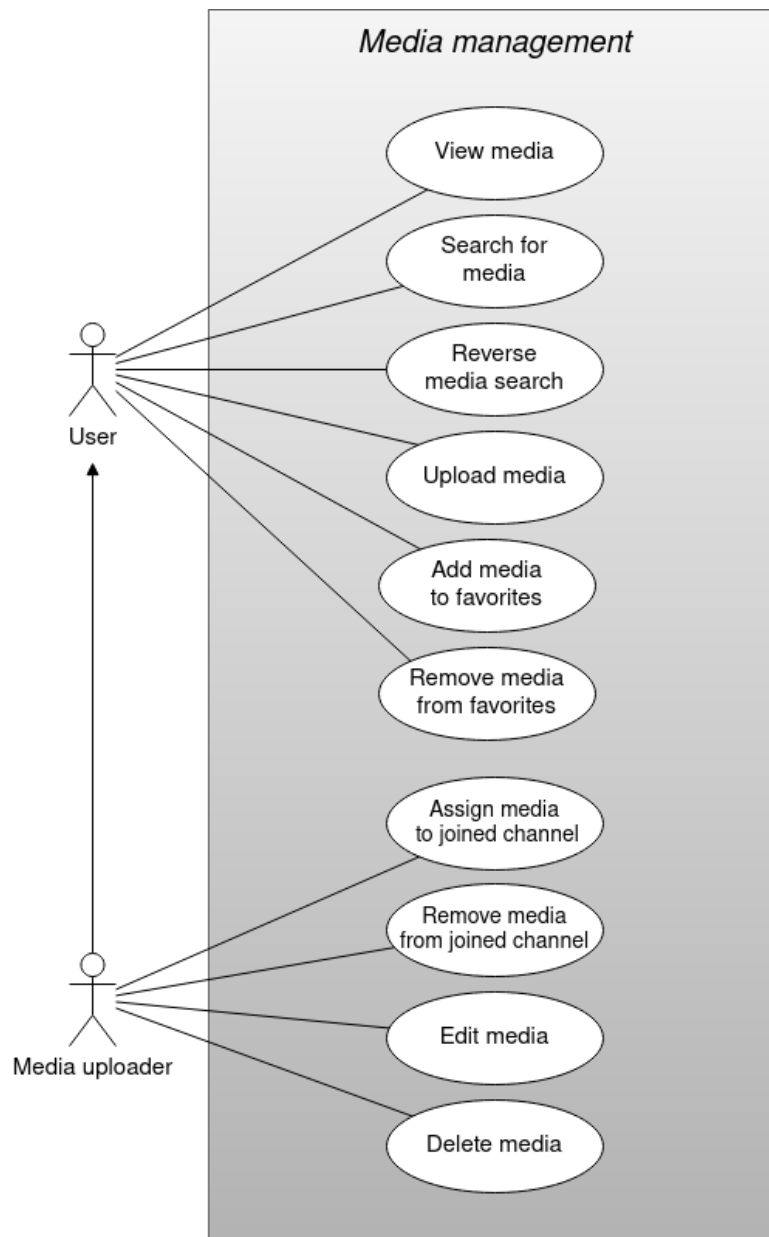 Media management
View media
Search for
media
Reverse
media search
User
Upload media
Add media
to favorites
Remove media
from favorites
Assign media
to joined channel
Remove media
from joined channel
Edit media
Media uploader
Delete media